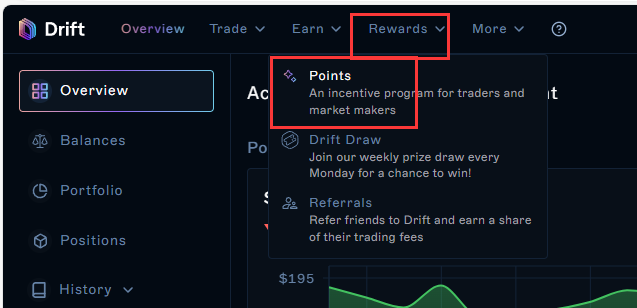 Drift Overview Trade Earn Rewards More ?
Overview
Balances
Portfolio
Positions
History
Points
An incentive program for traders and
market makers
Drift Draw
Join our weekly prize draw every
Monday for a chance to win!
Referrals
Refer friends to Drift and earn a share
of their trading fees
$195